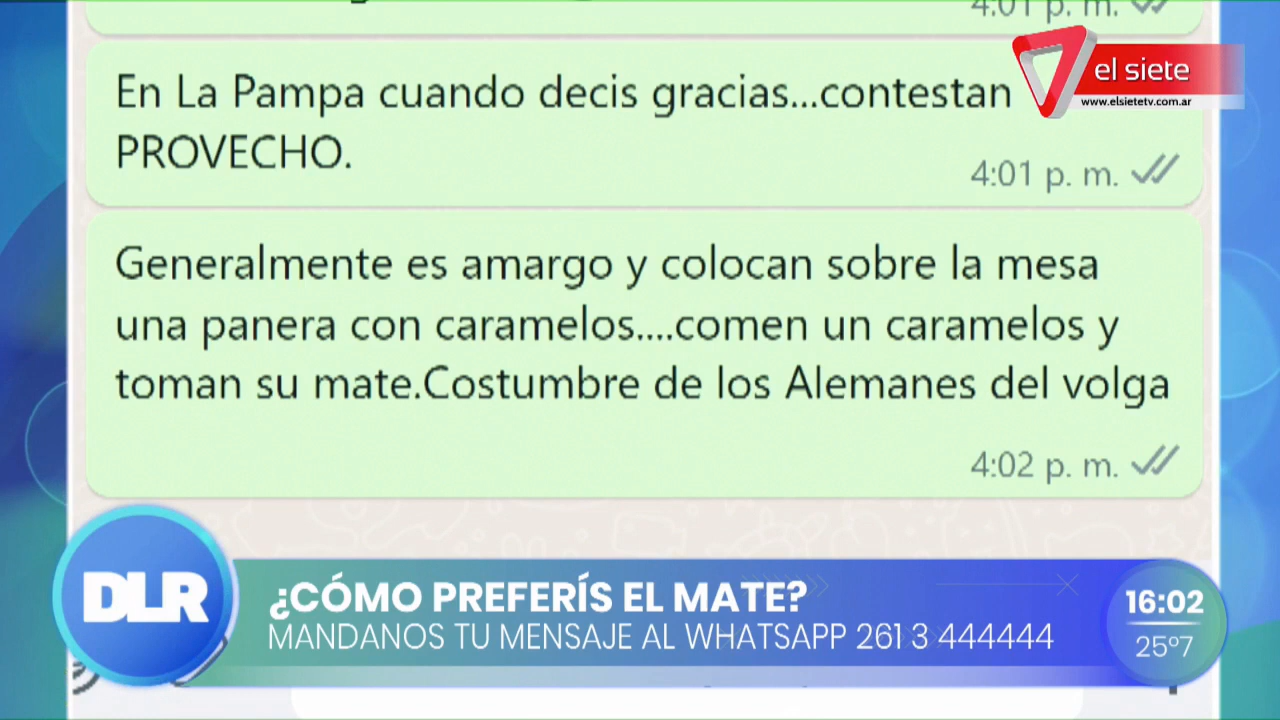 4:01 p. m.
En La Pampa cuando decis gracias...contestan
PROVECHO.
4:01 p. m.
Generalmente es amargo y colocan sobre la mesa
una panera con caramelos....comen un caramelos y
toman su mate.Costumbre de los Alemanes del volga
4:02 p. m.
el siete
www.elsietetv.com.ar
DLR
¿CÓMO PREFERÍS EL MATE?
MANDANOS TU MENSAJE AL WHATSAPP 261 3 444444
16:02
25º7